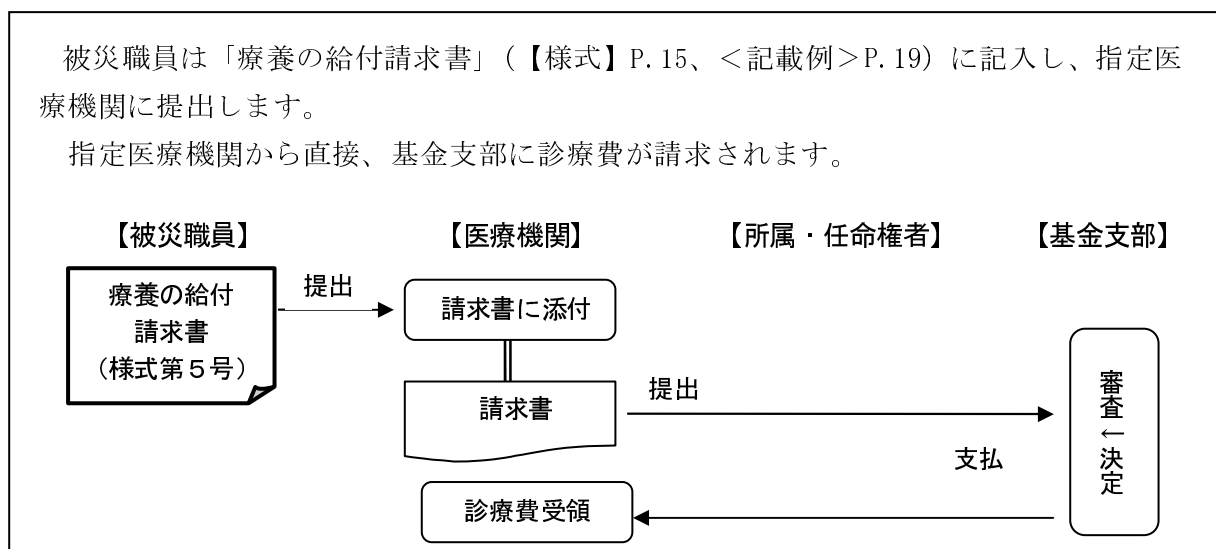 被災職員は「療養の給付請求書」(【様式】P.15、＜記載例＞P.19) に記入し、指定医
療機関に提出します。
指定医療機関から直接、基金支部に診療費が請求されます。
【被災職員】
【医療機関】
【所属・任命権者】
【基金支部】
療養の給付
請求書
（様式第５号）
提出
請求書に添付
請求書
提出
審査←決定
支払
診療費受領